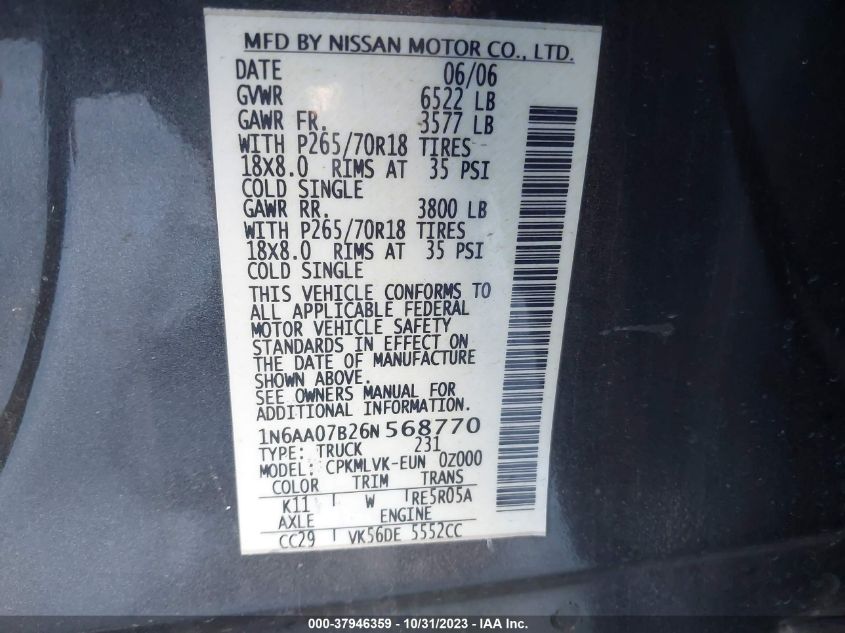 MFD BY NISSAN MOTOR CO., LTD.
DATE 06/06
GVWR 6522 LB
GAWR FR. 3577 LB
WITH P265/70R18 TIRES
18X8.0 RIMS AT 35 PSI
COLD SINGLE
GAWR RR. 3800 LB
WITH P265/70R18 TIRES
18X8.0 RIMS AT 35 PSI
COLD SINGLE
THIS VEHICLE CONFORMS TO
ALL APPLICABLE FEDERAL
MOTOR VEHICLE SAFETY
STANDARDS IN EFFECT ON
THE DATE OF MANUFACTURE
SHOWN ABOVE.
SEE OWNERS MANUAL FOR
ADDITIONAL INFORMATION.
1N6AA07B26N568770
TYPE: TRUCK 231
MODEL: CPKMLVK-EUN 0Z000
COLOR TRIM TRANS
K11 W RE5R05A
AXLE ENGINE
CC29 VK56DE 5552CC
000-37946359 - 10/31/2023 - IAA Inc.